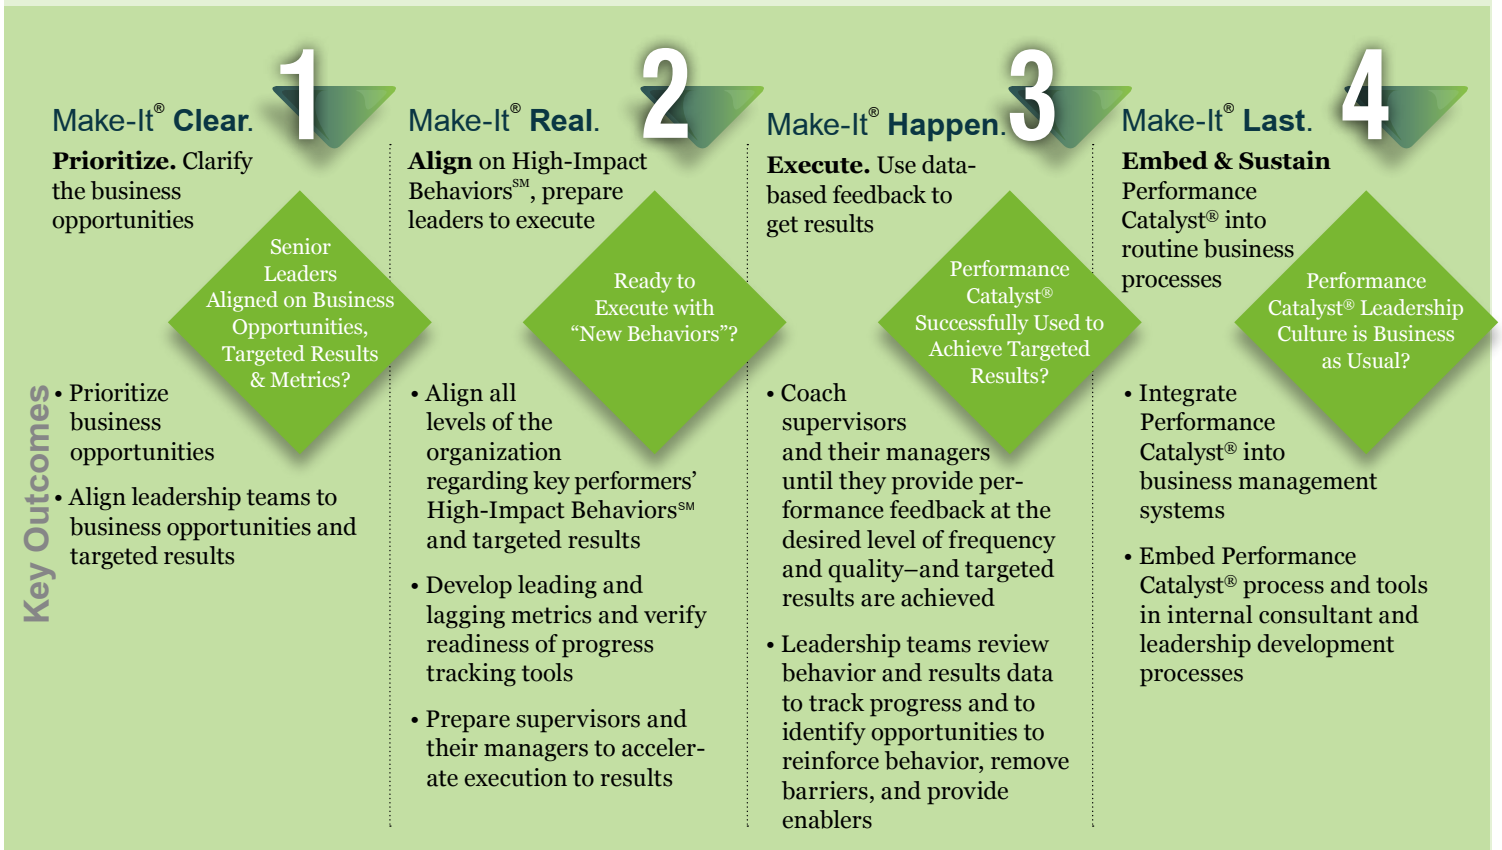 1
Make-It® Clear.
Prioritize. Clarify
the business
opportunities
Senior
Leaders
Aligned on Business
Opportunities,
Targeted Results
& Metrics?
2
Make-It® Real.
Align on High-Impact
Behaviors℠, prepare
leaders to execute
Ready to
Execute with
“New Behaviors”?
3
Make-It® Happen.
Execute. Use data-
based feedback to
get results
Performance
Catalyst®
Successfully Used to
Achieve Targeted
Results?
4
Make-It® Last.
Embed & Sustain
Performance
Catalyst® into
routine business
processes
Performance
Catalyst® Leadership
Culture is Business
as Usual?
Key Outcomes
• Prioritize
business
opportunities
• Align leadership teams to
business opportunities and
targeted results
• Align all
levels of the
organization
regarding key performers’
High-Impact Behaviors℠
and targeted results
• Develop leading and
lagging metrics and verify
readiness of progress
tracking tools
• Prepare supervisors and
their managers to acceler-
ate execution to results
• Coach
supervisors
and their managers
until they provide per-
formance feedback at the
desired level of frequency
and quality–and targeted
results are achieved
• Leadership teams review
behavior and results data
to track progress and to
identify opportunities to
reinforce behavior, remove
barriers, and provide
enablers
• Integrate
Performance
Catalyst® into
business management
systems
• Embed Performance
Catalyst® process and tools
in internal consultant and
leadership development
processes